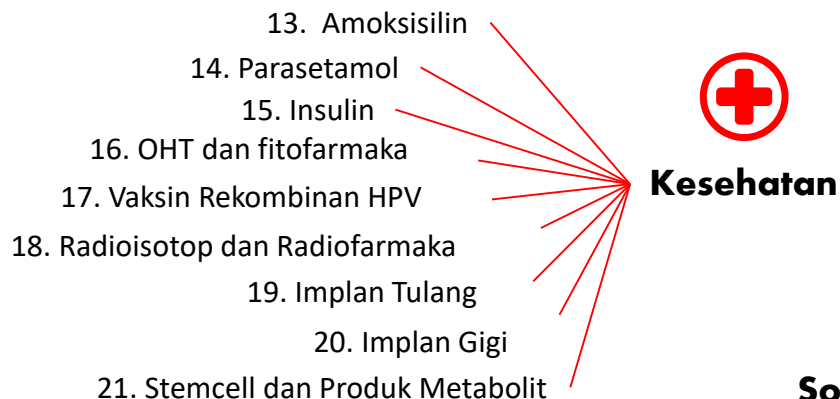 13. Amoksisilin
14. Parasetamol
15. Insulin
16. OHT dan fitofarmaka
17. Vaksin Rekombinan HPV
18. Radioisotop dan Radiofarmaka
19. Implan Tulang
20. Implan Gigi
21. Stemcell dan Produk Metabolit
Kesehatan
So